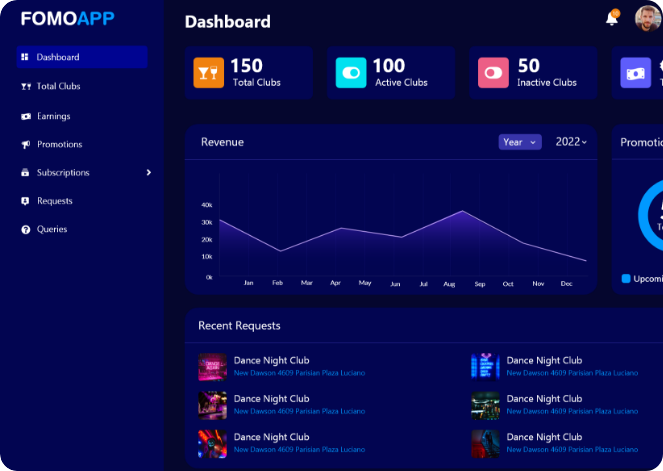 FOMOAPP
Dashboard
Total Clubs
Earnings
Promotions
Subscriptions
Requests
Queries
Dashboard
150
Total Clubs
100
Active Clubs
50
Inactive Clubs
Revenue
Year
2022
40k
30k
20k
10k
0k
Jan Feb Mar Apr May Jun Jul Aug Sep Oct Nov Dec
Recent Requests
Dance Night Club
New Dawson 4609 Parisian Plaza Luciano
Dance Night Club
New Dawson 4609 Parisian Plaza Luciano
Dance Night Club
New Dawson 4609 Parisian Plaza Luciano
Dance Night Club
New Dawson 4609 Parisian Plaza Luciano
Dance Night Club
New Dawson 4609 Parisian Plaza Luciano
Dance Night Club
New Dawson 4609 Parisian Plaza Luciano